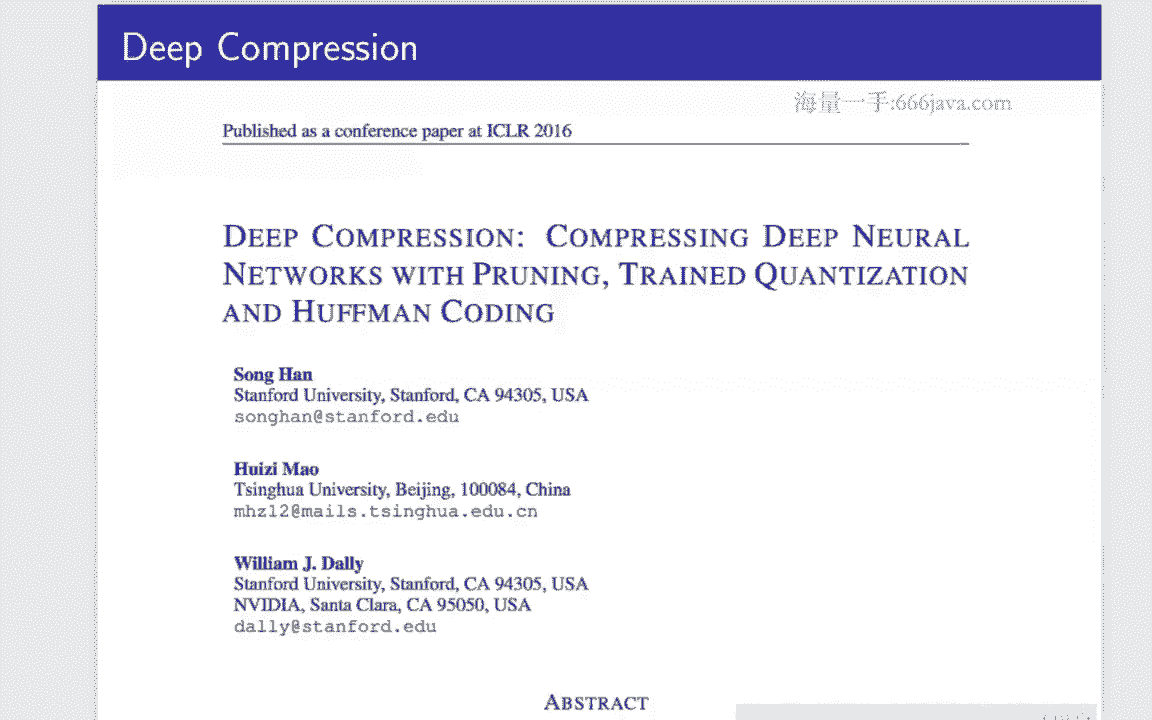 Deep Compression
海量一手:666java.com
Published as a conference paper at ICLR 2016
DEEP COMPRESSION: COMPRESSING DEEP NEURAL
NETWORKS WITH PRUNING, TRAINED QUANTIZATION
AND HUFFMAN CODING
Song Han
Stanford University, Stanford, CA 94305, USA
songhan@stanford.edu
Huizi Mao
Tsinghua University, Beijing, 100084, China
mhz12@mails.tsinghua.edu.cn
William J. Dally
Stanford University, Stanford, CA 94305, USA
NVIDIA, Santa Clara, CA 95050, USA
dally@stanford.edu
ABSTRACT